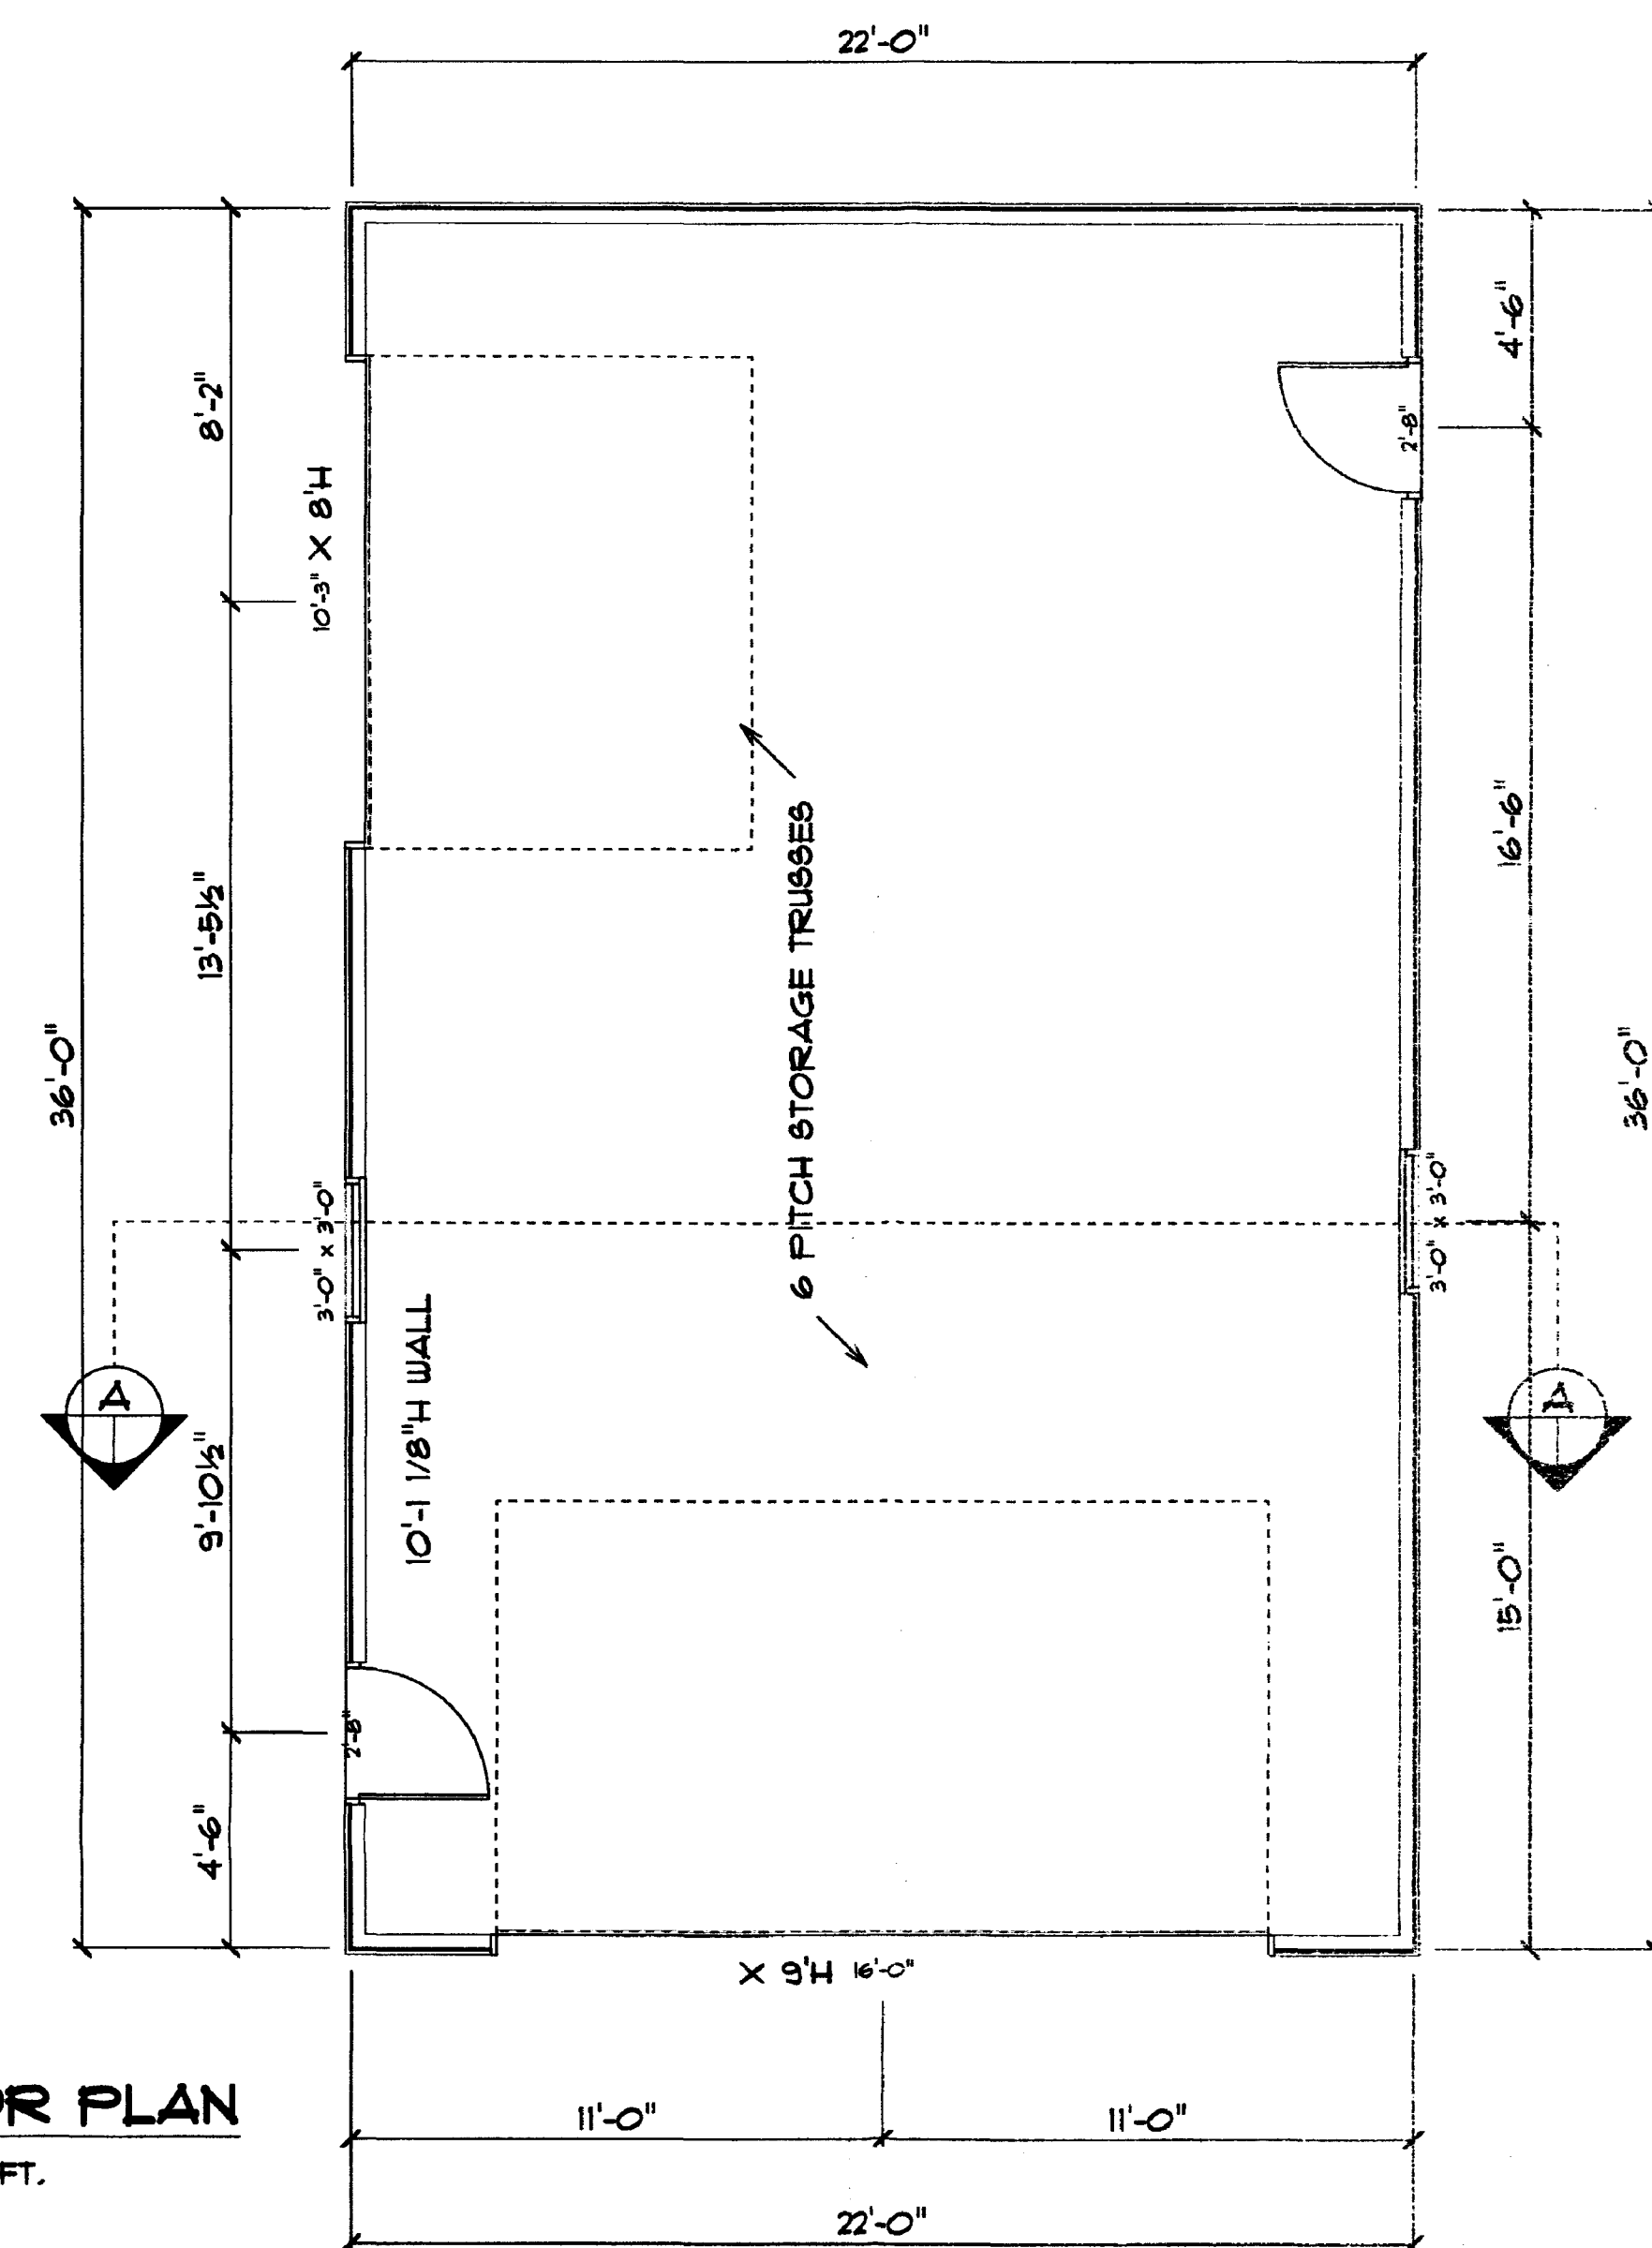 22'-0"
4'-6"
8'-2"
2'-8"
10'-3" X 8'H
16'-6"
6 PITCH STORAGE TRUSSES
13'-5½"
36'-0"
36'-0"
3'-0" x 3'-0"
3'-0" x 3'-0"
10'-1 1/8"H WALL
A
A
9'-10½"
15'-0"
2'-8"
4'-6"
X 9'H 16'-0"
OR PLAN
11'-0"
11'-0"
FT.
22'-0"